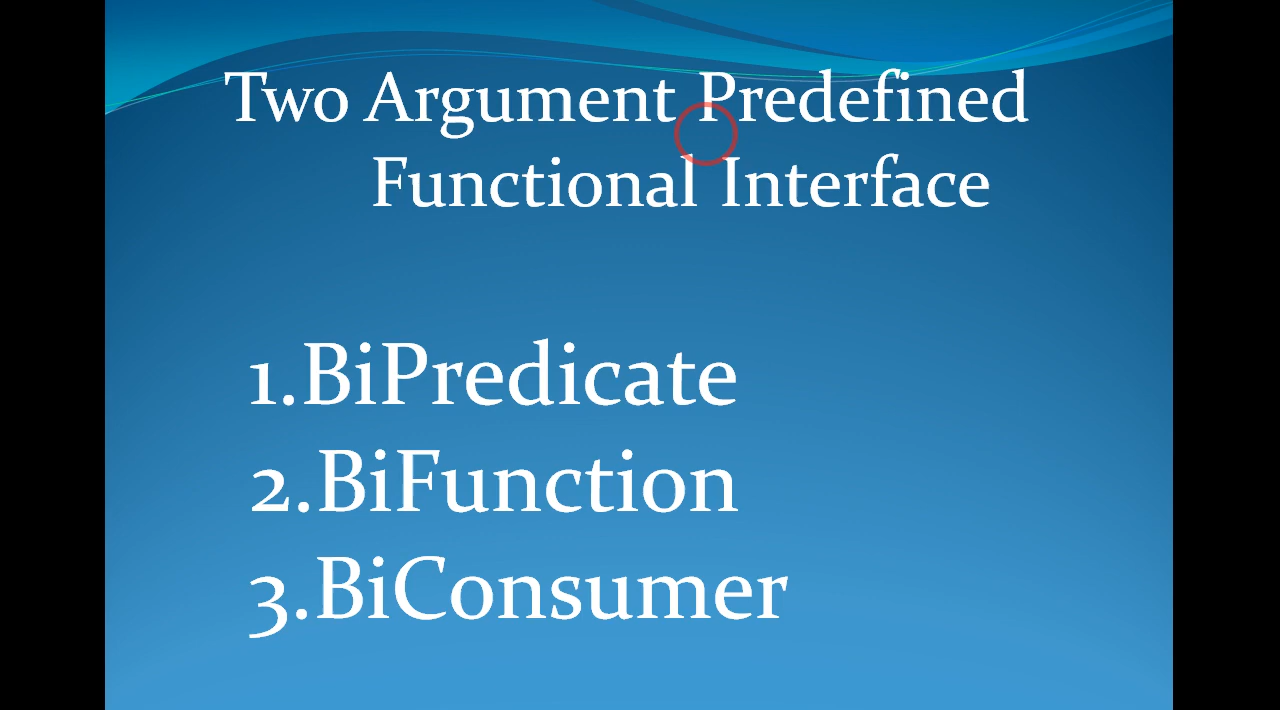 Two Argument Predefined
Functional Interface
1.BiPredicate
2.BiFunction
3.BiConsumer